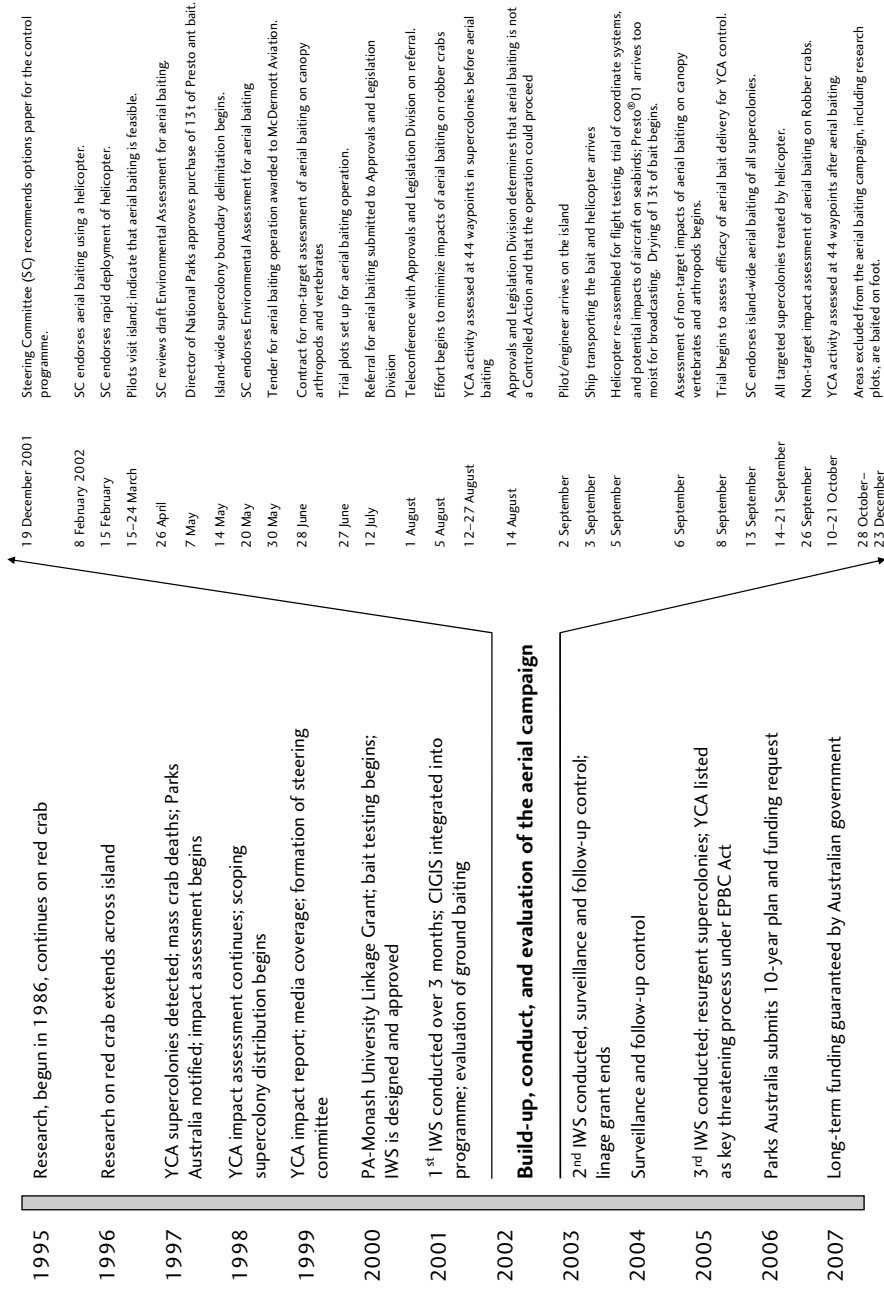 1995
Research, begun in 1986, continues on red crab
1996
Research on red crab extends across island
1997
YCA supercolonies detected; mass crab deaths; Parks
Australia notified; impact assessment begins
1998
YCA impact assessment continues; scoping
supercolony distribution begins
1999
YCA impact report; media coverage; formation of steering
committee
2000
PA-Monash University Linkage Grant; bait testing begins;
IWS is designed and approved
2001
1st IWS conducted over 3 months; CIGIS integrated into
programme; evaluation of ground baiting
2002
Build-up, conduct, and evaluation of the aerial campaign
2003
2nd IWS conducted, surveillance and follow-up control;
linage grant ends
2004
Surveillance and follow-up control
2005
3rd IWS conducted; resurgent supercolonies; YCA listed
as key threatening process under EPBC Act
2006
Parks Australia submits 10-year plan and funding request
2007
Long-term funding guaranteed by Australian government
19 December 2001
Steering Committee (SC) recommends options paper for the control
programme.
8 February 2002
SC endorses aerial baiting using a helicopter.
15 February
SC endorses rapid deployment of helicopter.
15–24 March
Pilots visit island; indicate that aerial baiting is feasible.
26 April
SC reviews draft Environmental Assessment for aerial baiting
7 May
Director of National Parks approves purchase of 13t of Presto ant bait.
14 May
Island-wide supercolony boundary delimitation begins.
20 May
SC endorses Environmental Assessment for aerial baiting
30 May
Tender for aerial baiting operation awarded to McDermott Aviation.
28 June
Contract for non-target assessment of aerial baiting on canopy
arthropods and vertebrates
27 June
Trial plots set up for aerial baiting operation.
12 July
Referral for aerial baiting submitted to Approvals and Legislation
Division
1 August
Teleconference with Approvals and Legislation Division on referral.
5 August
Effort begins to minimize impacts of aerial baiting on robber crabs
12–27 August
YCA activity assessed at 44 waypoints in supercolonies before aerial
baiting
14 August
Approvals and Legislation Division determines that aerial baiting is not
a Controlled Action and that the operation could proceed
2 September
Pilot/engineer arrives on the island
3 September
Ship transporting the bait and helicopter arrives
5 September
Helicopter re-assembled for flight testing, trial of coordinate systems,
and potential impacts of aircraft on seabirds; Presto®01 arrives too
moist for broadcasting. Drying of 13t of bait begins.
6 September
Assessment of non-target impacts of aerial baiting on canopy
vertebrates and arthropods begins.
8 September
Trial begins to assess efficacy of aerial bait delivery for YCA control.
13 September
SC endorses island-wide aerial baiting of all supercolonies.
14–21 September
All targeted supercolonies treated by helicopter.
26 September
Non-target impact assessment of aerial baiting on Robber crabs.
10–21 October
YCA activity assessed at 44 waypoints after aerial baiting.
28 October–
23 December
Areas excluded from the aerial baiting campaign, including research
plots, are baited on foot.